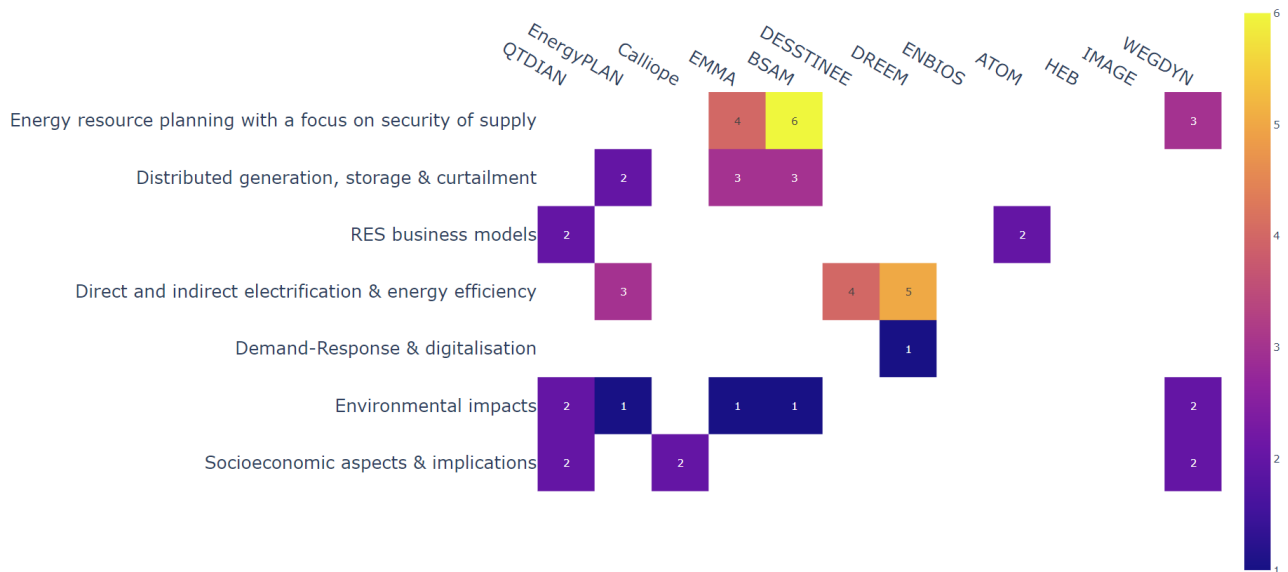 QTDIAN EnergyPLAN Calliope EMMA BSAM DESSTINEE DREEM ENBIOS ATOM HEB IMAGE WEGDYN
Energy resource planning with a focus on security of supply 4 6 3
Distributed generation, storage & curtailment 2 3 3
RES business models 2 2
Direct and indirect electrification & energy efficiency 3 4 5
Demand-Response & digitalisation 1
Environmental impacts 2 1 1 1 2
Socioeconomic aspects & implications 2 2 2
6
5
4
3
2
1